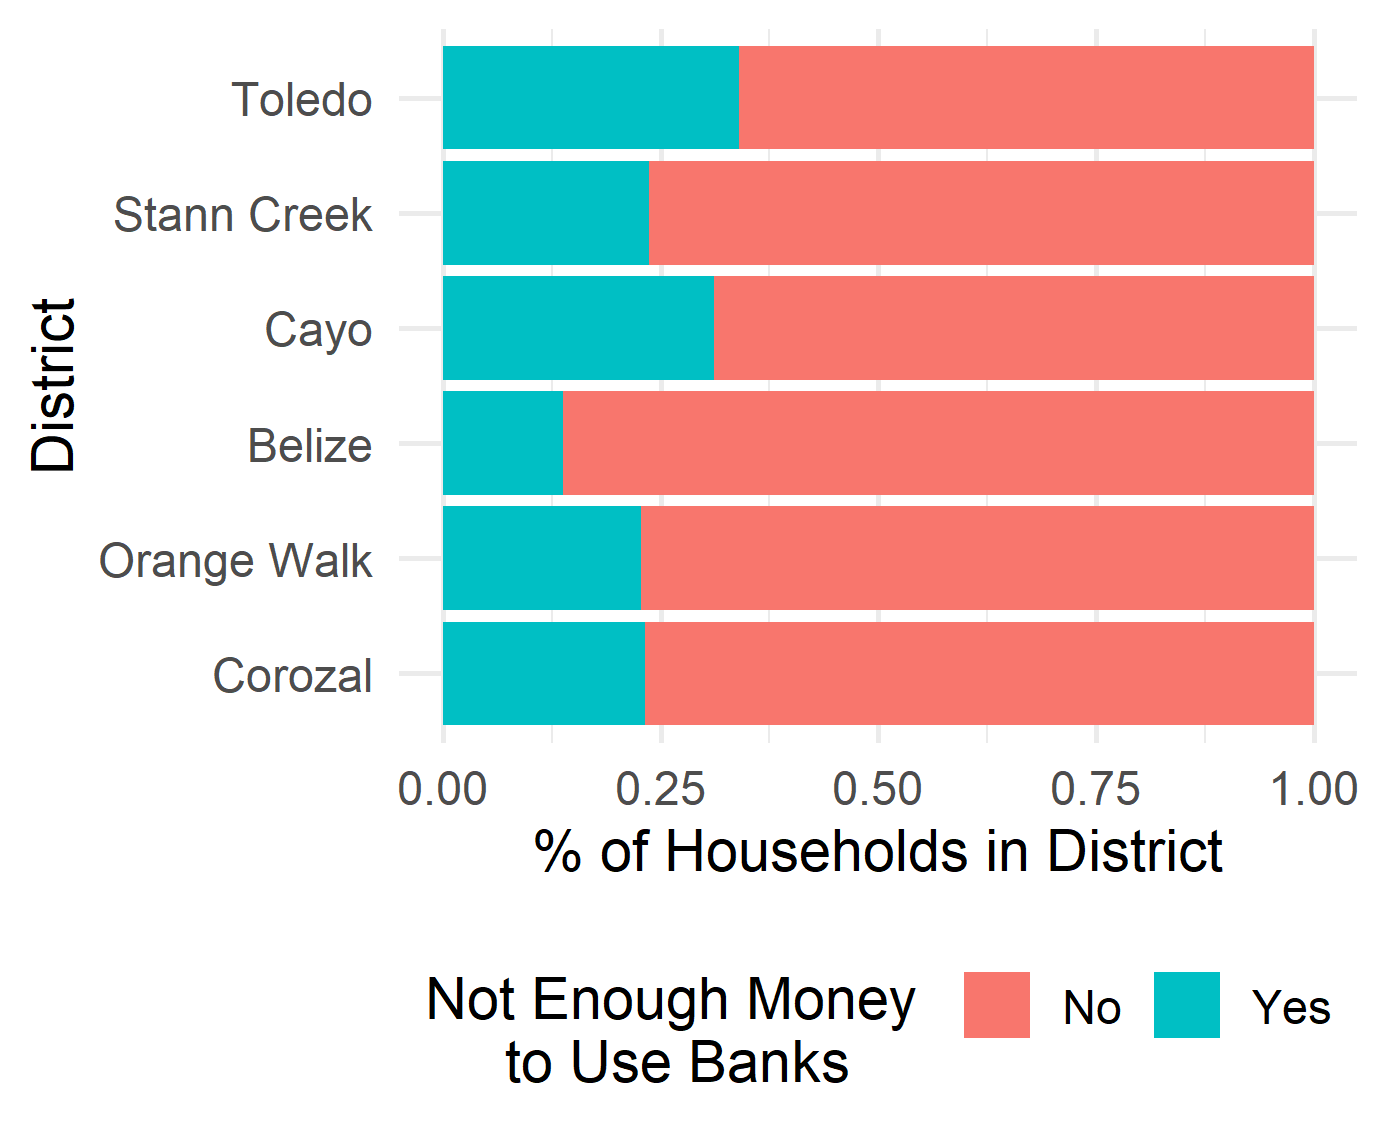 Toledo
Stann Creek
Cayo
Belize
Orange Walk
Corozal
District
0.00 0.25 0.50 0.75 1.00
% of Households in District
Not Enough Money
to Use Banks
No Yes